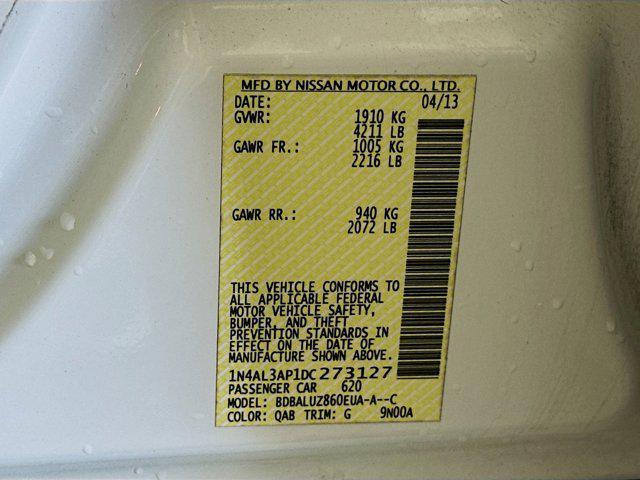 MFD BY NISSAN MOTOR CO., LTD.
DATE: 04/13
GVWR: 1910 KG
4211 LB
GAWR FR.: 1005 KG
2216 LB
GAWR RR.: 940 KG
2072 LB
THIS VEHICLE CONFORMS TO
ALL APPLICABLE FEDERAL
MOTOR VEHICLE SAFETY,
BUMPER, AND THEFT
PREVENTION STANDARDS IN
EFFECT ON THE DATE OF
MANUFACTURE SHOWN ABOVE.
1N4AL3AP1DC273127
PASSENGER CAR 620
MODEL: BDBALUZ860EUA-A--C
COLOR: QAB TRIM: G 9N00A